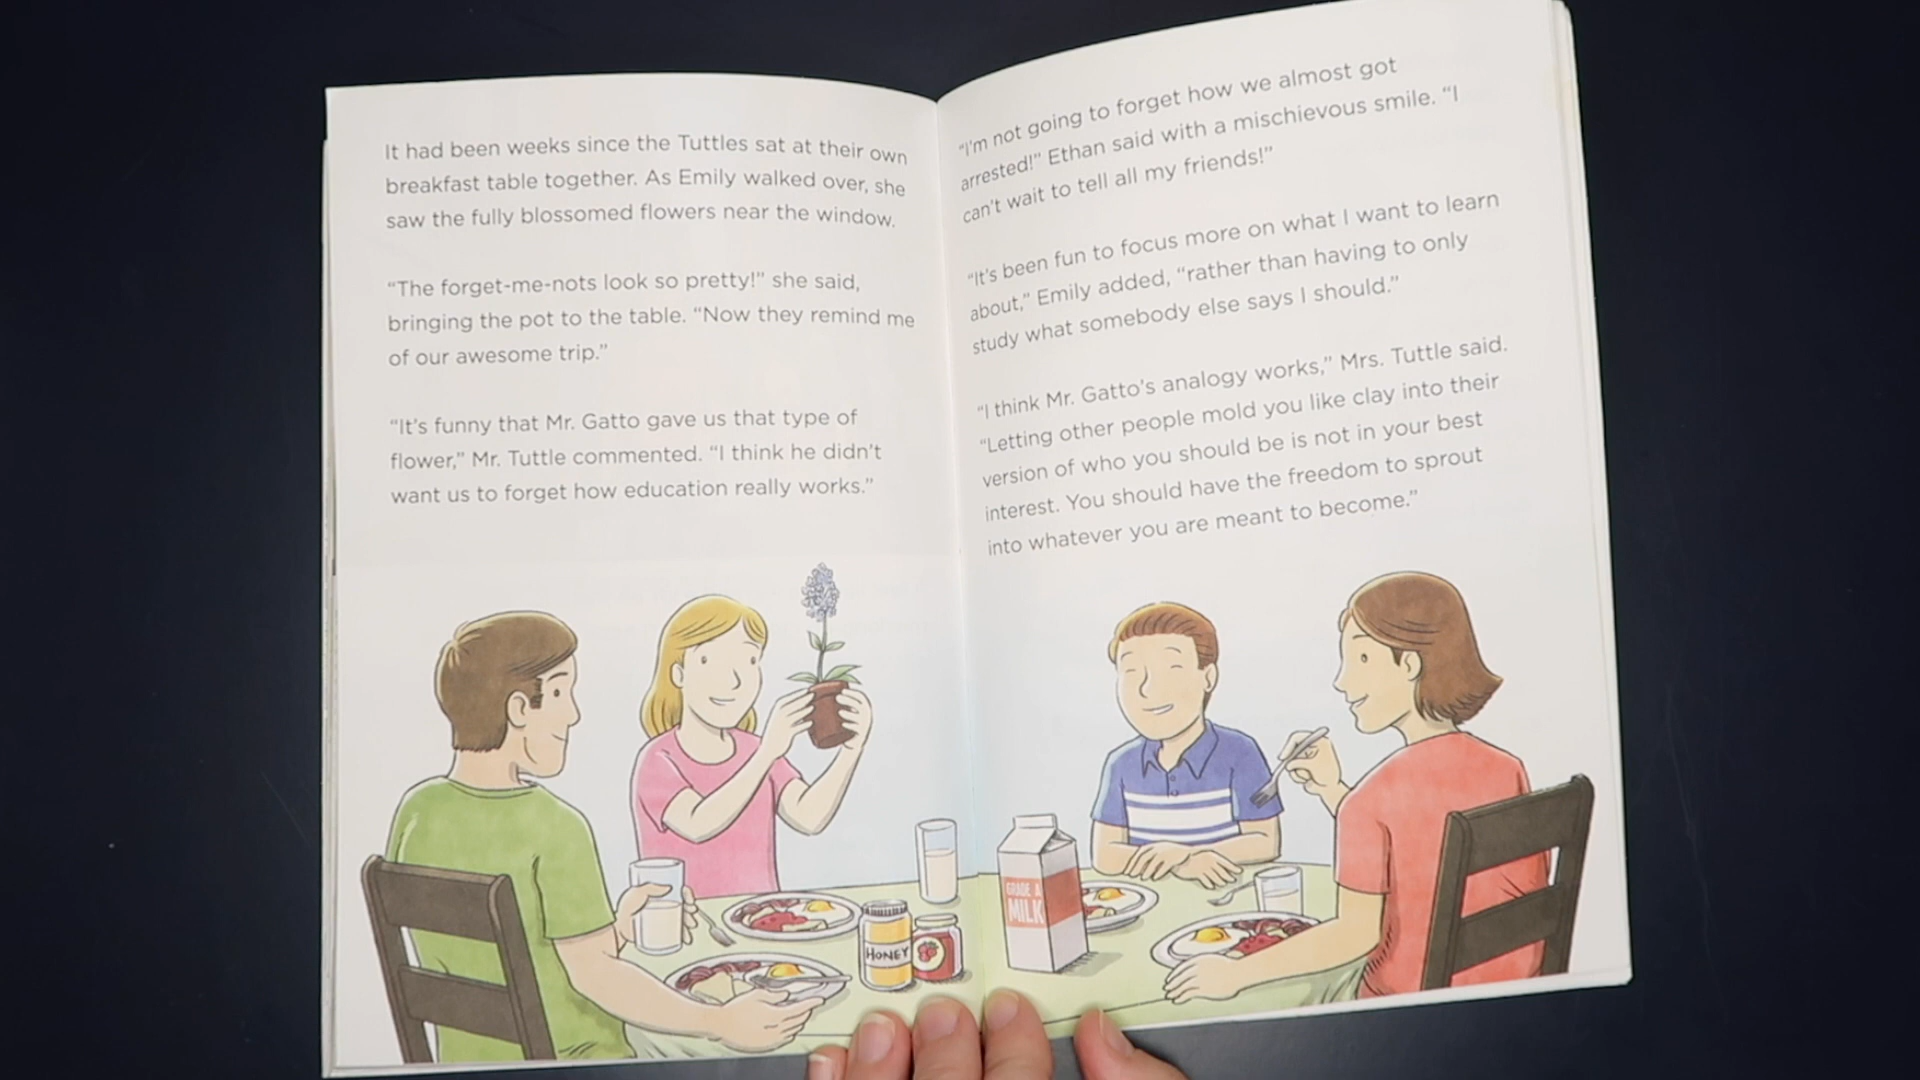 It had been weeks since the Tuttles sat at their own
breakfast table together. As Emily walked over, she
saw the fully blossomed flowers near the window.
“The forget-me-nots look so pretty!” she said,
bringing the pot to the table. “Now they remind me
of our awesome trip.”
“It’s funny that Mr. Gatto gave us that type of
flower,” Mr. Tuttle commented. “I think he didn’t
want us to forget how education really works.”
HONEY
“I’m not going to forget how we almost got
arrested!” Ethan said with a mischievous smile. “I
can’t wait to tell all my friends!”
“It’s been fun to focus more on what I want to learn
about,” Emily added, “rather than having to only
study what somebody else says I should.”
“I think Mr. Gatto’s analogy works,” Mrs. Tuttle said.
“Letting other people mold you like clay into their
version of who you should be is not in your best
interest. You should have the freedom to sprout
into whatever you are meant to become.”
GRADE A
MILK